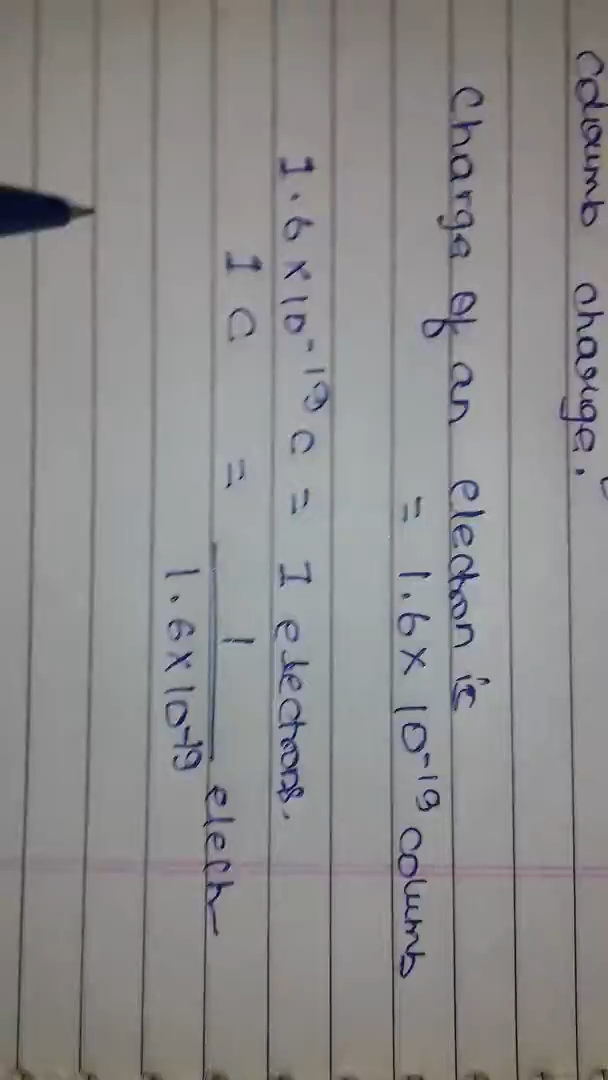 coloumb charge.
Charge of an electron is
= 1.6 × 10⁻¹⁹ columb
1.6 × 10⁻¹⁹ C = 1 electrons.
1 C = 1
1.6 × 10⁻¹⁹ elect